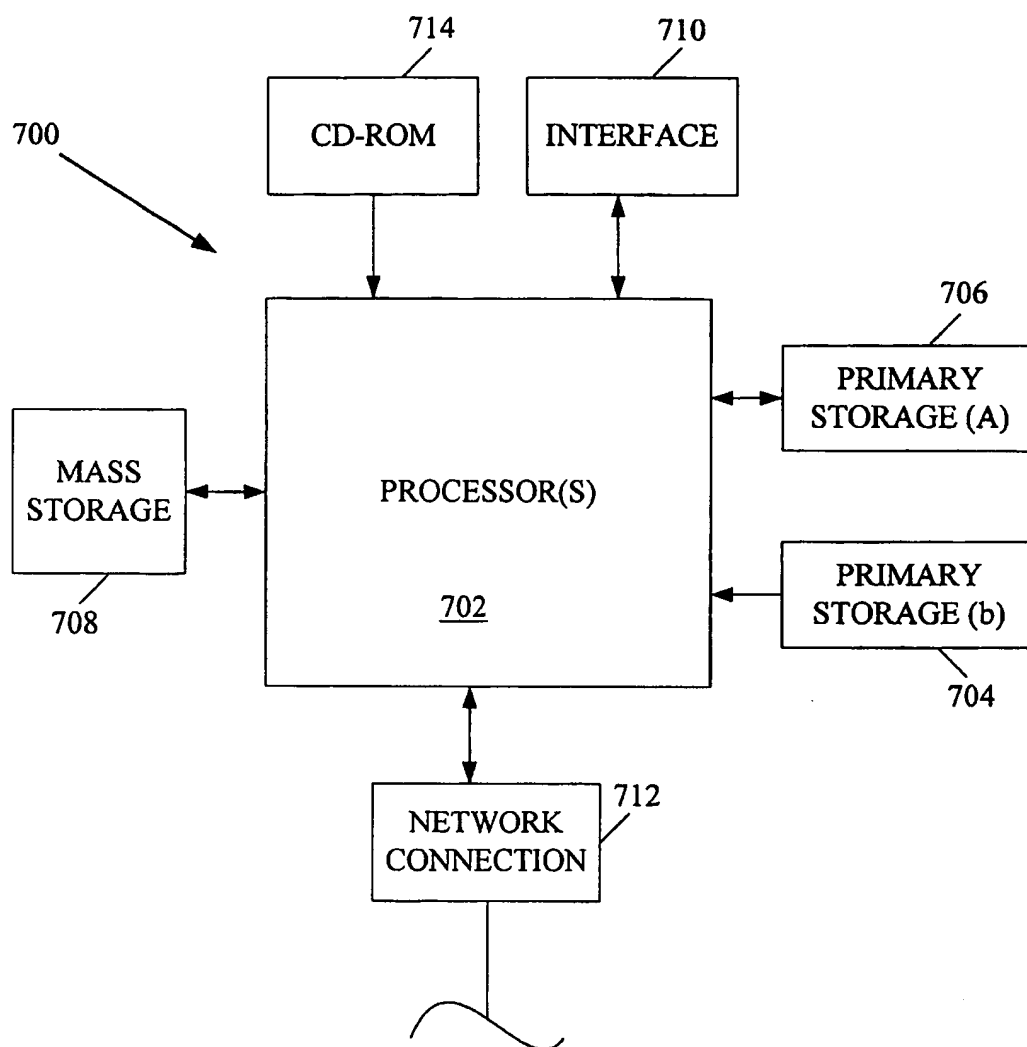 714
710
700
CD-ROM
INTERFACE
706
PRIMARY
STORAGE (A)
MASS
STORAGE
PROCESSOR(S)
PRIMARY
STORAGE (b)
708
702
704
712
NETWORK
CONNECTION